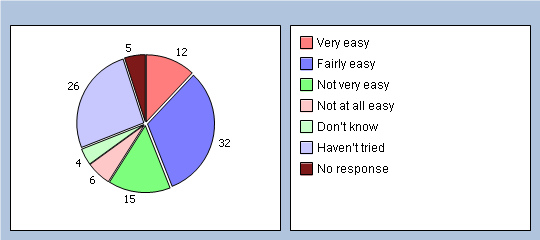 5
12
26
32
4
6
15
Very easy
Fairly easy
Not very easy
Not at all easy
Don't know
Haven't tried
No response